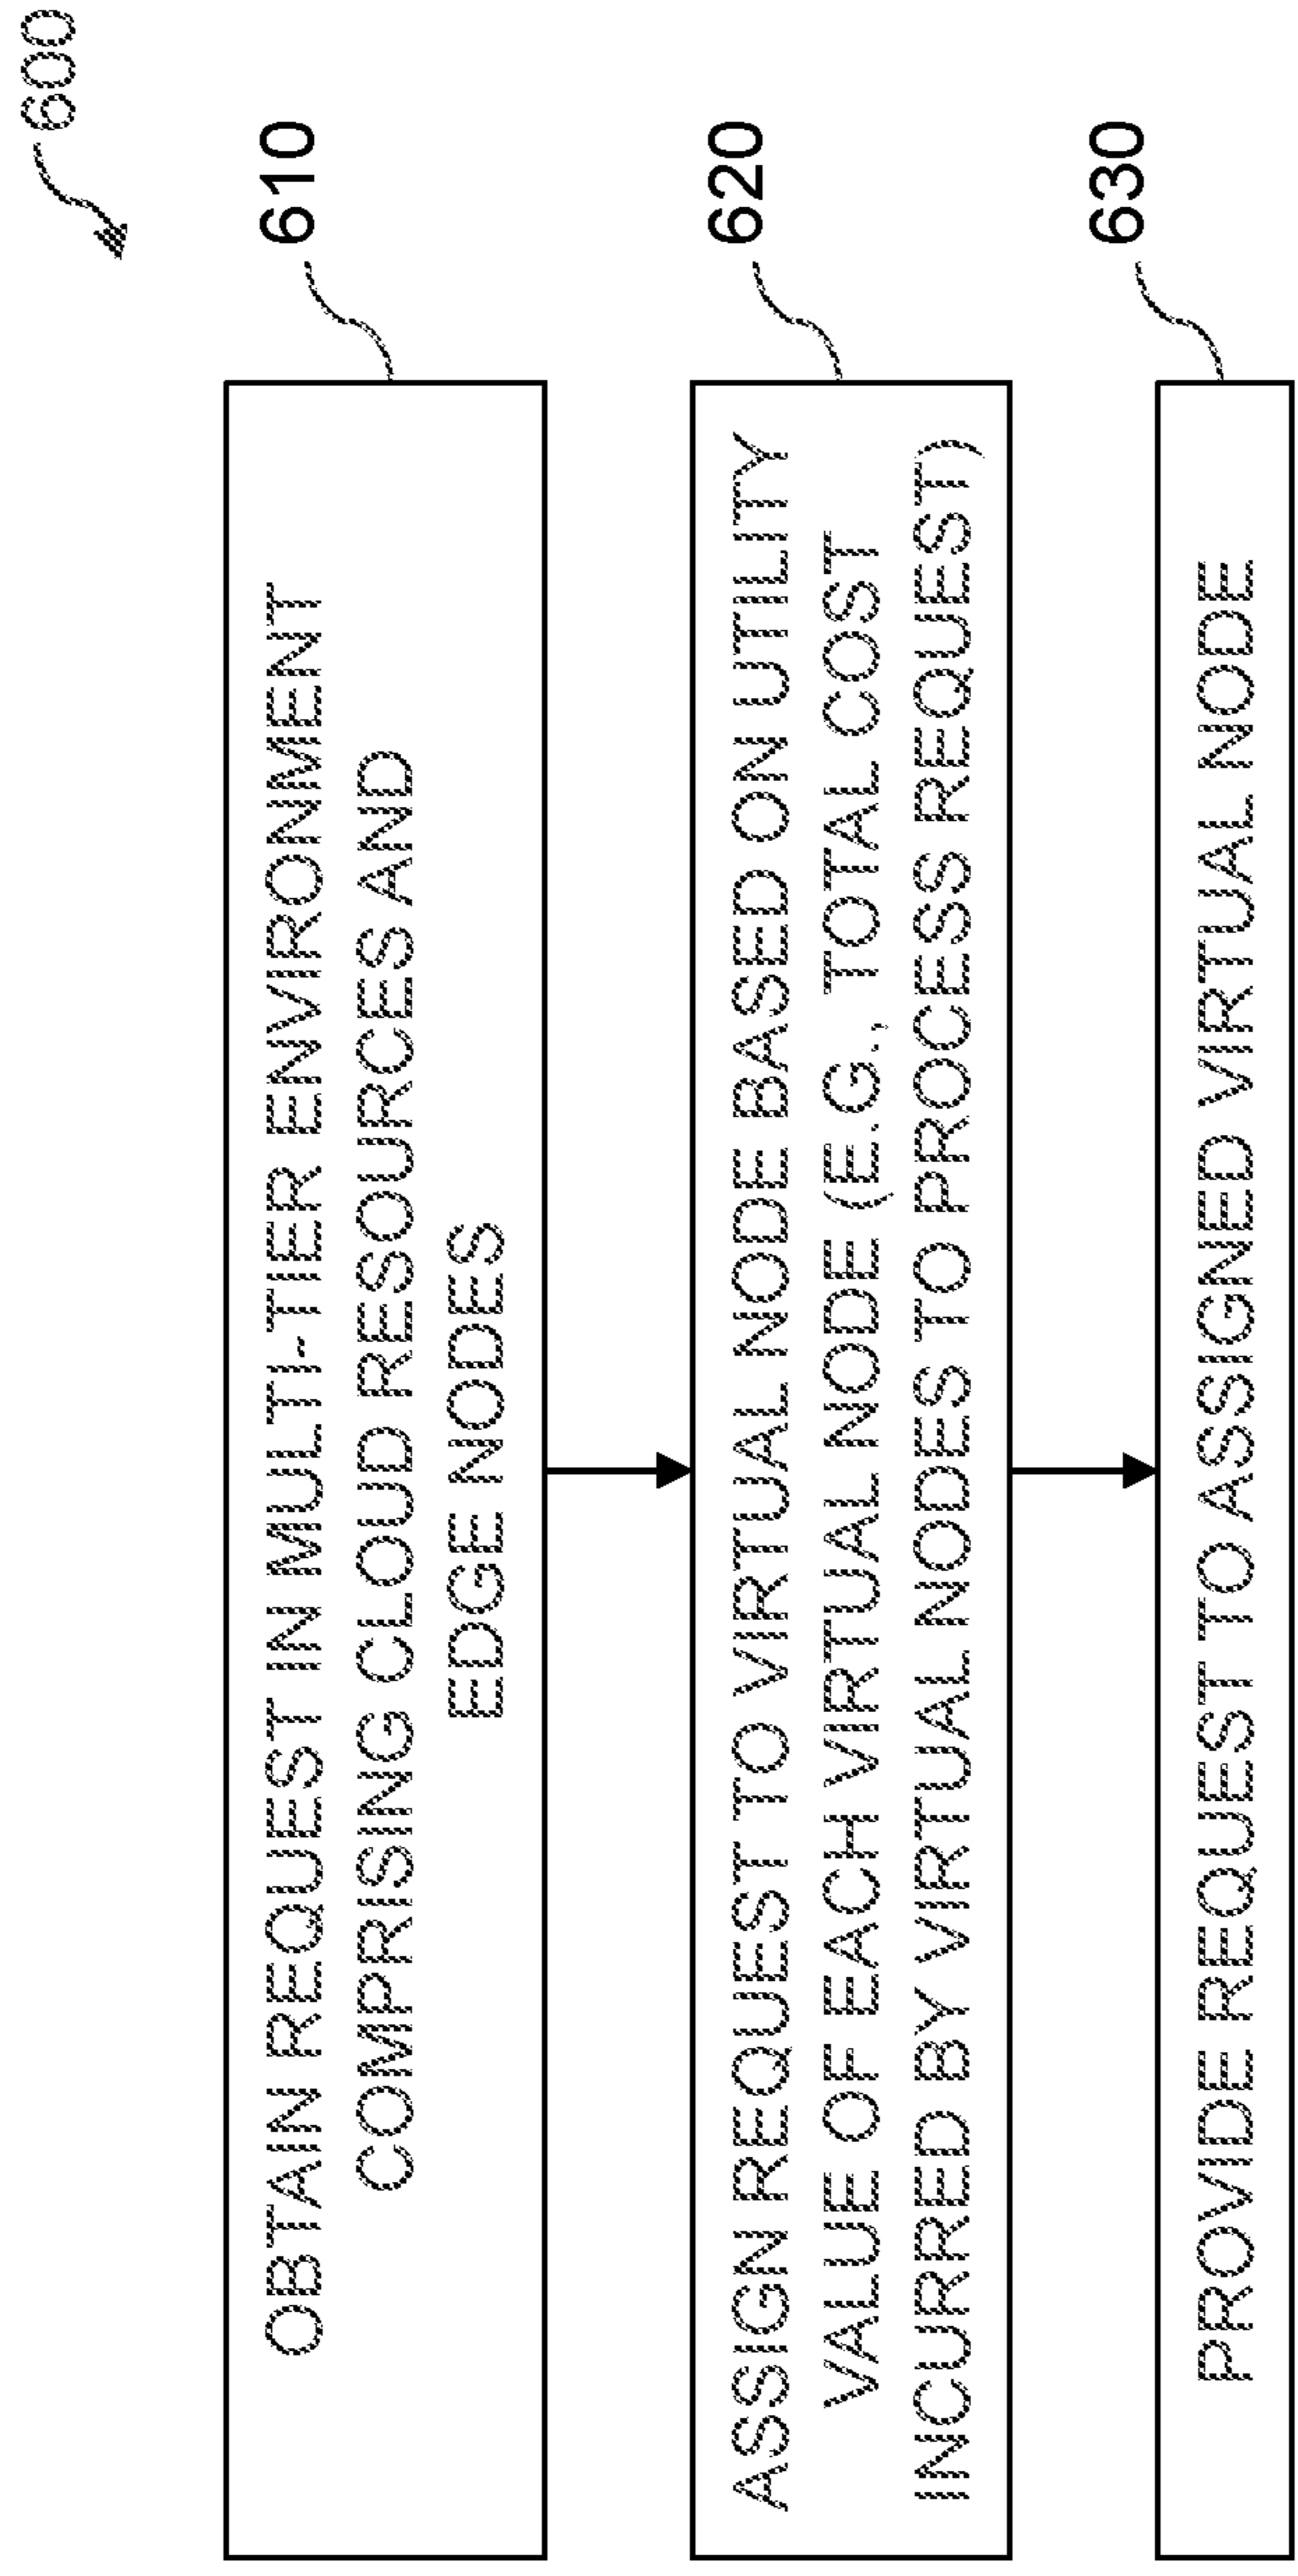 600
610
OBTAIN REQUEST IN MULTI-TIER ENVIRONMENT
COMPRISING CLOUD RESOURCES AND
EDGE NODES
620
ASSIGN REQUEST TO VIRTUAL NODE BASED ON UTILITY
VALUE OF EACH VIRTUAL NODE (E.G., TOTAL COST
INCURRED BY VIRTUAL NODES TO PROCESS REQUEST)
630
PROVIDE REQUEST TO ASSIGNED VIRTUAL NODE